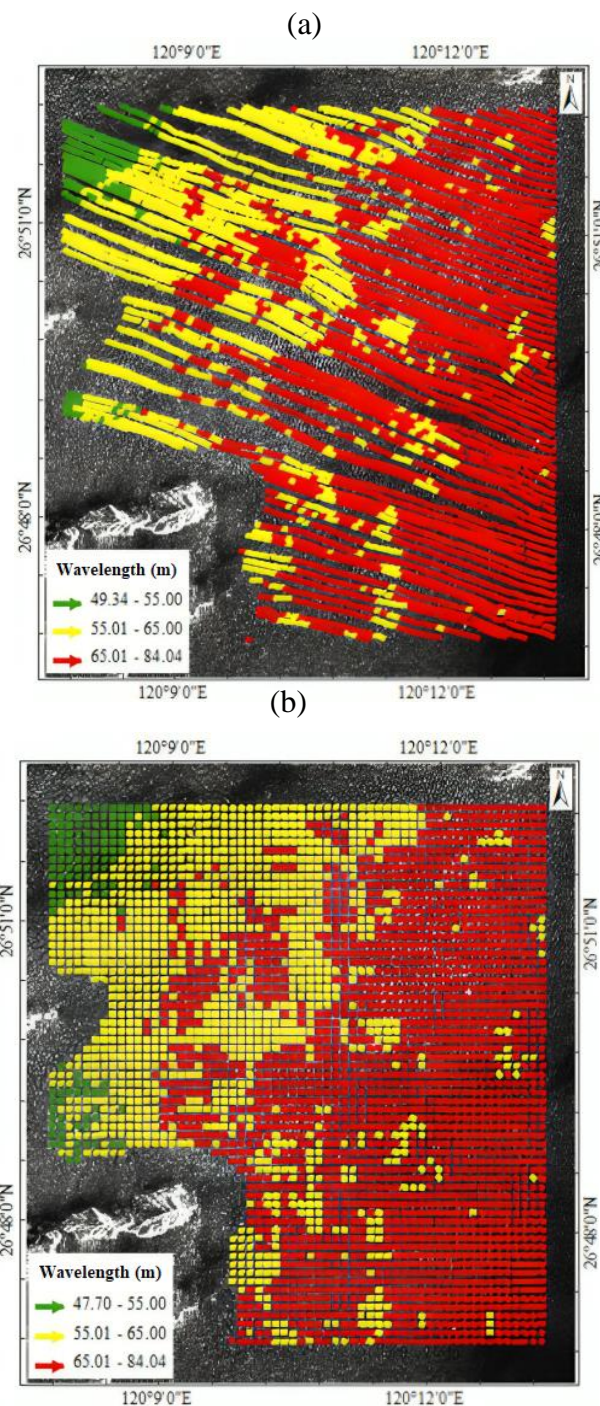 (a)
120°9'0"E 120°12'0"E
N
26°51'0"N
26°48'0"N
Wavelength (m)
49.34 - 55.00
55.01 - 65.00
65.01 - 84.04
120°9'0"E 120°12'0"E
(b)
120°9'0"E 120°12'0"E
N
26°51'0"N 26°51'0"N
26°48'0"N 26°48'0"N
Wavelength (m)
47.70 - 55.00
55.01 - 65.00
65.01 - 84.04
120°9'0"E 120°12'0"E